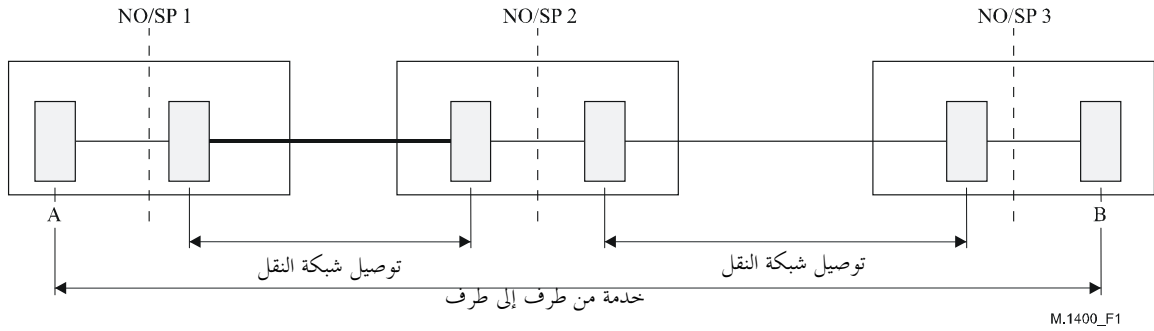 NO/SP 1
NO/SP 2
NO/SP 3
A
B
توصيل شبكة النقل
توصيل شبكة النقل
خدمة من طرف إلى طرف
M.1400_F1